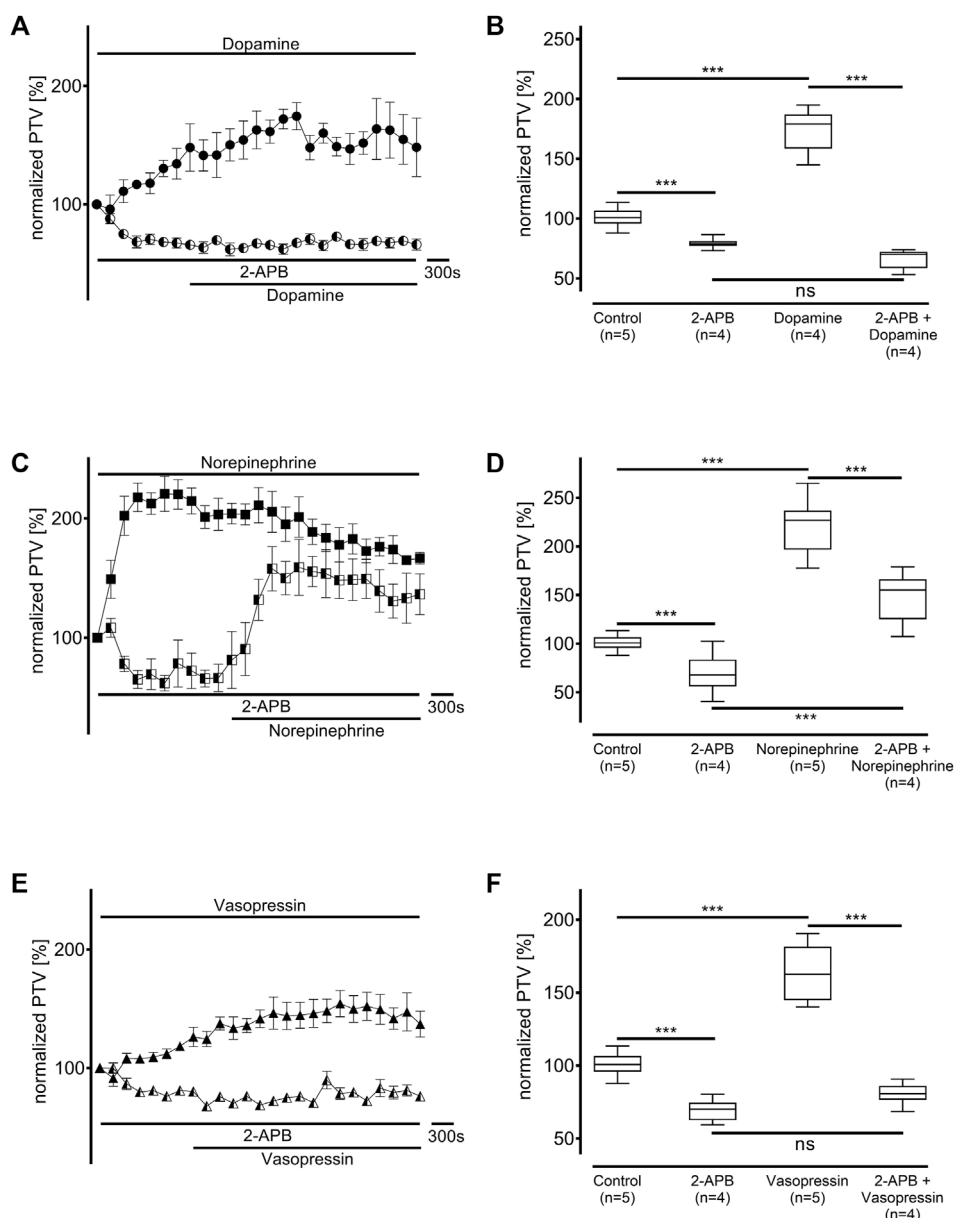 A
Dopamine
normalized PTV [%]
200
100
2-APB
300s
Dopamine
B
normalized PTV [%]
250
200
150
100
50
***
***
***
ns
Control
(n=5)
2-APB
(n=4)
Dopamine
(n=4)
2-APB +
Dopamine
(n=4)
C
Norepinephrine
normalized PTV [%]
200
100
2-APB
300s
Norepinephrine
D
normalized PTV [%]
250
200
150
100
50
***
***
***
***
Control
(n=5)
2-APB
(n=4)
Norepinephrine
(n=5)
2-APB +
Norepinephrine
(n=4)
E
Vasopressin
normalized PTV [%]
200
100
2-APB
300s
Vasopressin
F
normalized PTV [%]
200
150
100
50
***
***
***
ns
Control
(n=5)
2-APB
(n=4)
Vasopressin
(n=5)
2-APB +
Vasopressin
(n=4)